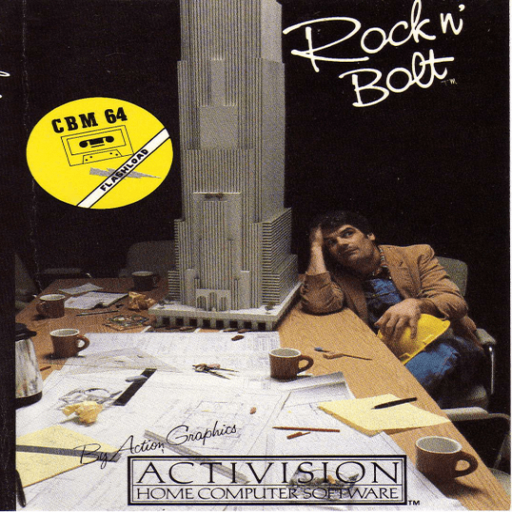 Rock n'
Bolt TM
CBM 64
FLASHLOAD
By Action Graphics
ACTIVISION
HOME COMPUTER SOFTWARE TM